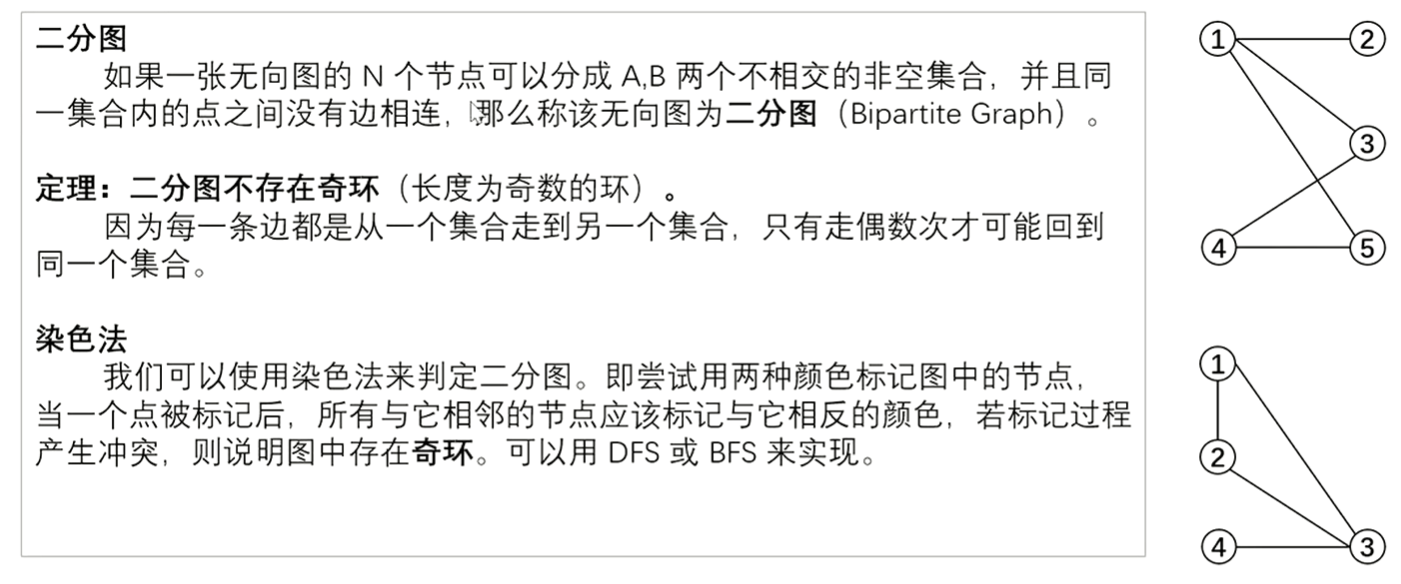 二分图
如果一张无向图的 N 个节点可以分成 A,B 两个不相交的非空集合，并且同
一集合内的点之间没有边相连，那么称该无向图为二分图（Bipartite Graph）。
定理：二分图不存在奇环（长度为奇数的环）。
因为每一条边都是从一个集合走到另一个集合，只有走偶数次才可能回到
同一个集合。
染色法
我们可以使用染色法来判定二分图。即尝试用两种颜色标记图中的节点，
当一个点被标记后，所有与它相邻的节点应该标记与它相反的颜色，若标记过程
产生冲突，则说明图中存在奇环。可以用 DFS 或 BFS 来实现。
1 2
3
4 5
1
2
4 3